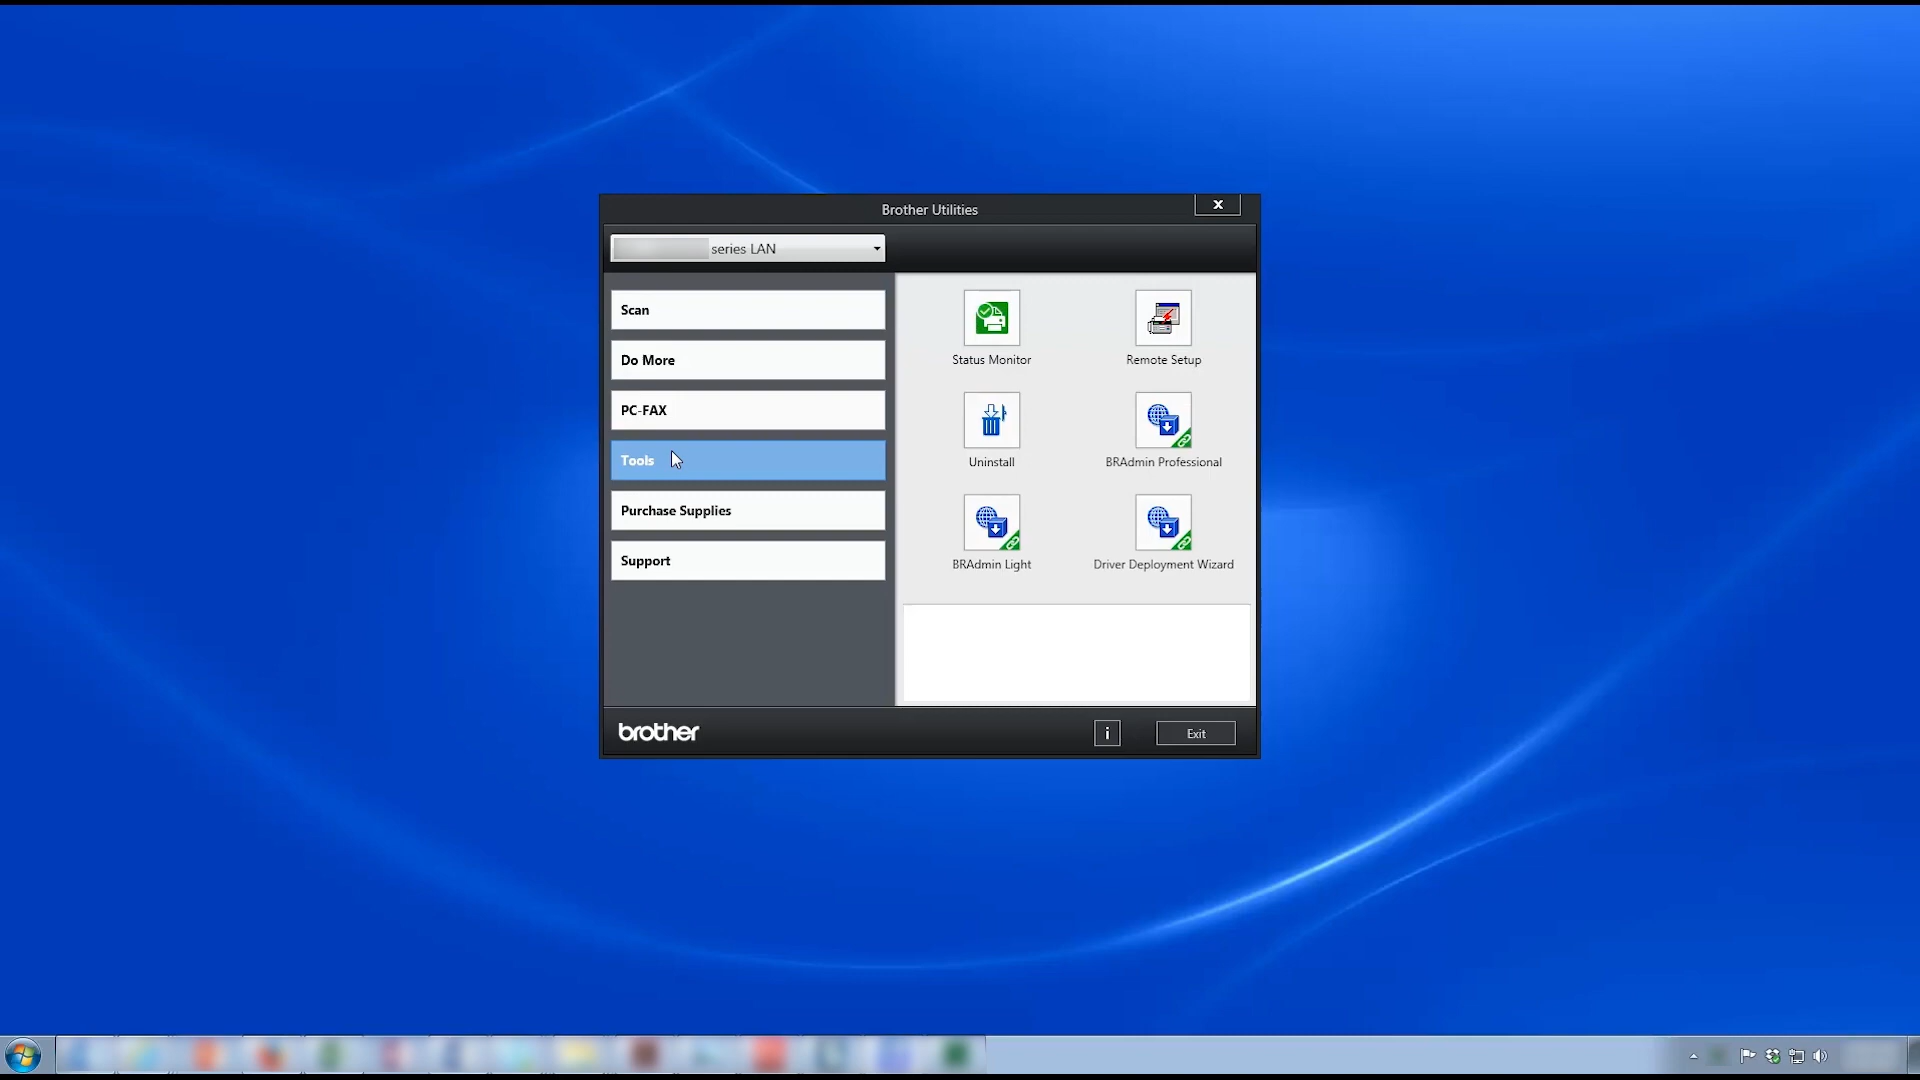 Brother Utilities
x
series LAN
Scan
Do More
PC-FAX
Tools
Purchase Supplies
Support
Status Monitor
Remote Setup
Uninstall
BRAdmin Professional
BRAdmin Light
Driver Deployment Wizard
brother
i
Exit